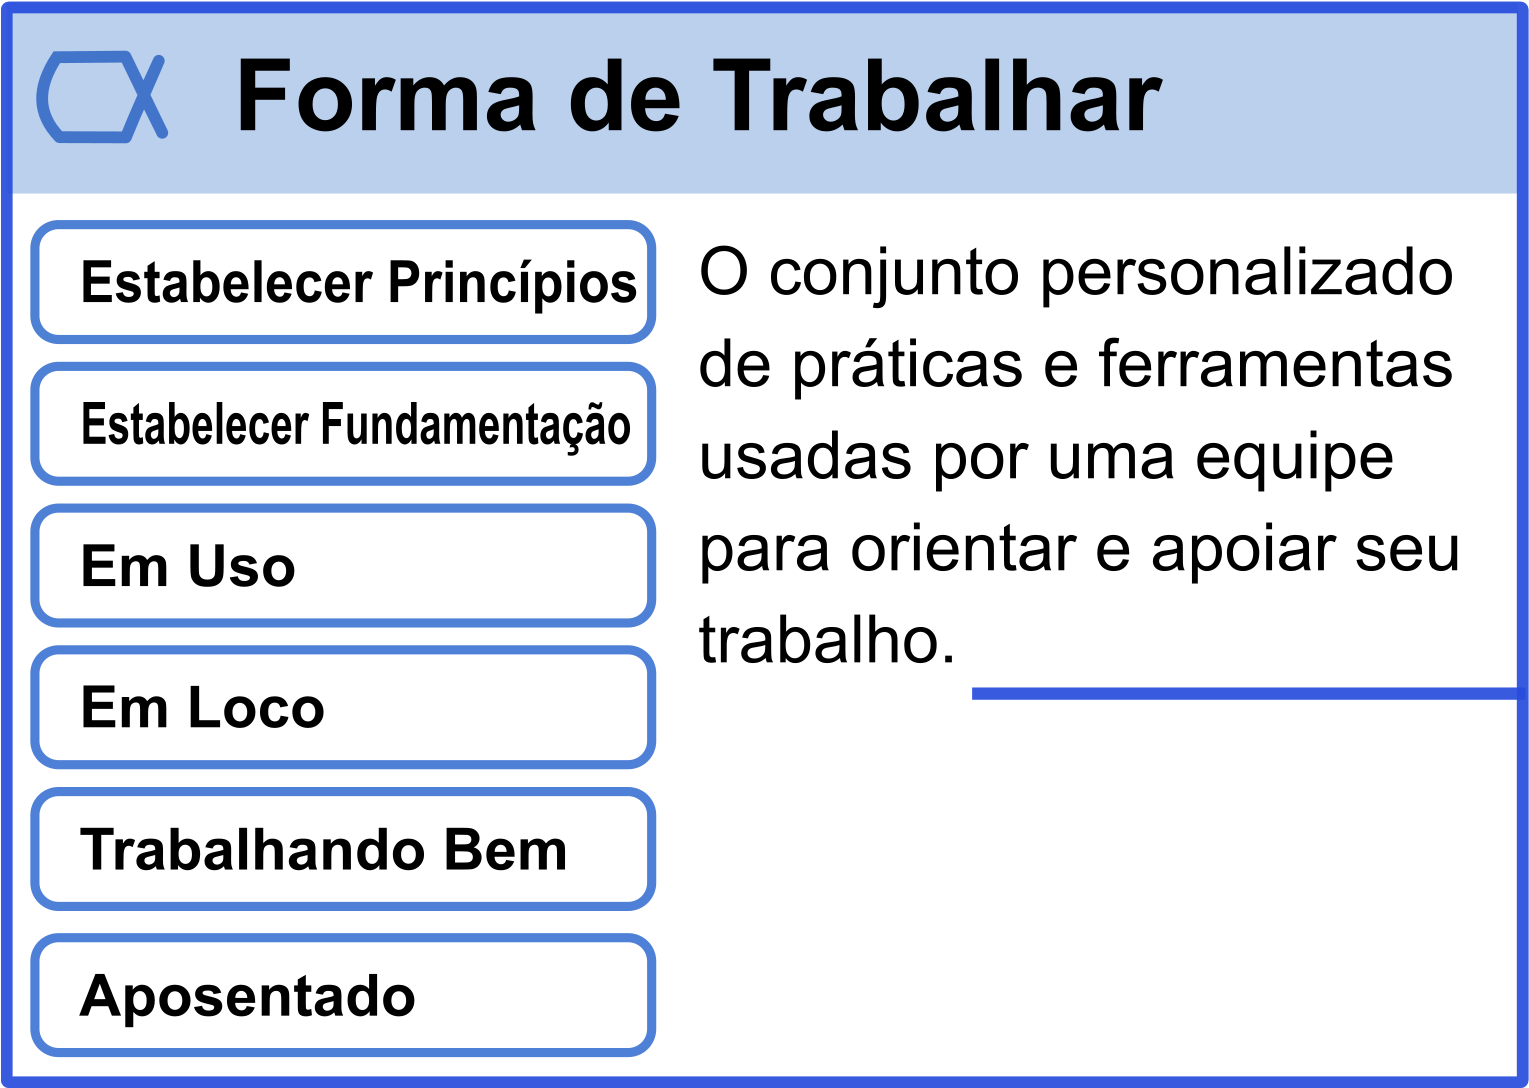 Forma de Trabalhar
Estabelecer Princípios
Estabelecer Fundamentação
Em Uso
Em Loco
Trabalhando Bem
Aposentado
O conjunto personalizado
de práticas e ferramentas
usadas por uma equipe
para orientar e apoiar seu
trabalho.